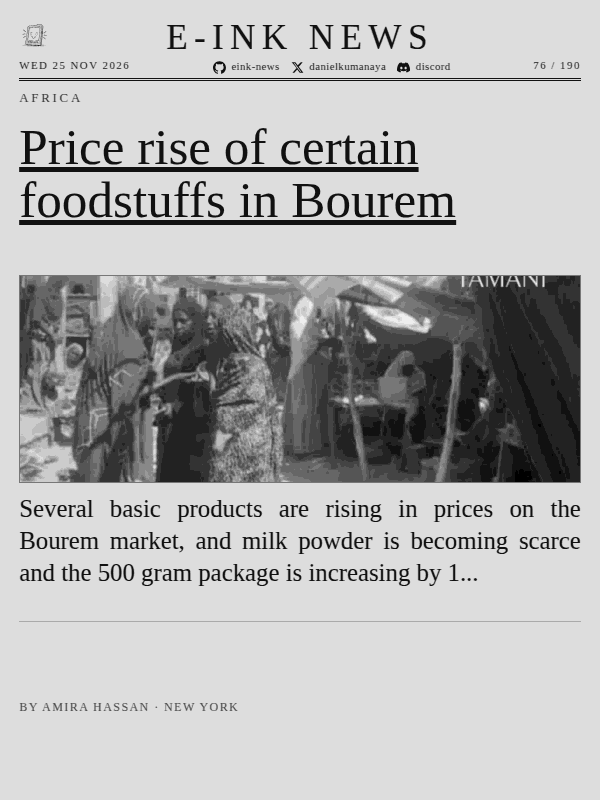 E-INK NEWS
WED 25 NOV 2026
eink-news
danielkumanaya
discord
76 / 190
AFRICA
Price rise of certain
foodstuffs in Bourem
TAMANI
Several basic products are rising in prices on the
Bourem market, and milk powder is becoming scarce
and the 500 gram package is increasing by 1...
BY AMIRA HASSAN · NEW YORK